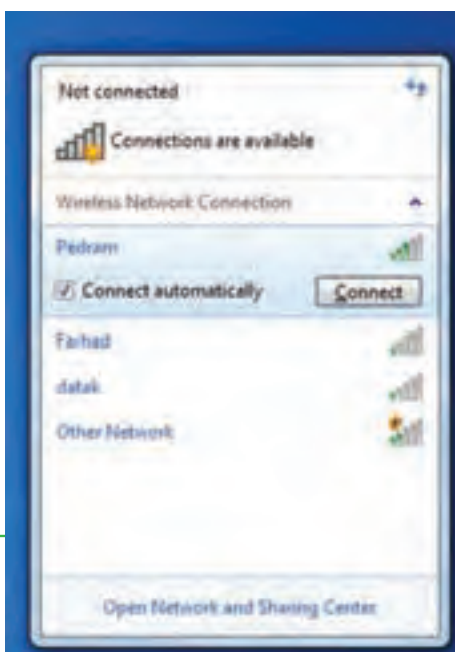 Not connected
Connections are available
Wireless Network Connection
Pedram
Connect automatically
Connect
Farhad
datak
Other Network
Open Network and Sharing Center